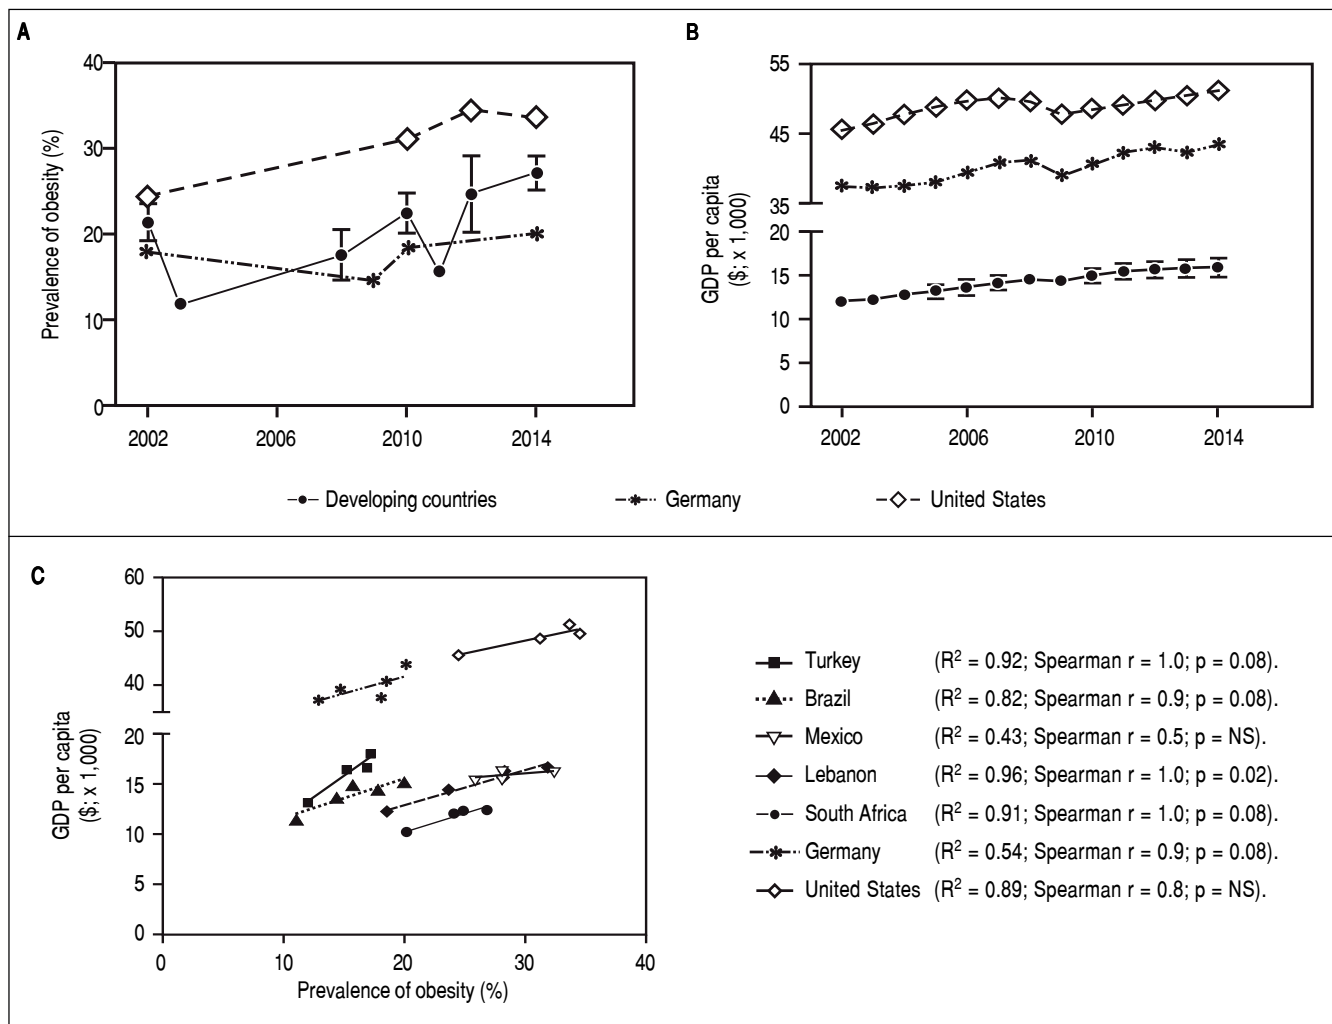 A
40
30
20
10
0
Prevalence of obesity (%)
2002 2006 2010 2014
B
55
45
35
20
15
10
5
0
GDP per capita
($; x 1,000)
2002 2006 2010 2014
Developing countries Germany United States
C
60
50
40
20
15
10
5
0
GDP per capita
($; x 1,000)
0 10 20 30 40
Prevalence of obesity (%)
Turkey (R² = 0.92; Spearman r = 1.0; p = 0.08).
Brazil (R² = 0.82; Spearman r = 0.9; p = 0.08).
Mexico (R² = 0.43; Spearman r = 0.5; p = NS).
Lebanon (R² = 0.96; Spearman r = 1.0; p = 0.02).
South Africa (R² = 0.91; Spearman r = 1.0; p = 0.08).
Germany (R² = 0.54; Spearman r = 0.9; p = 0.08).
United States (R² = 0.89; Spearman r = 0.8; p = NS).